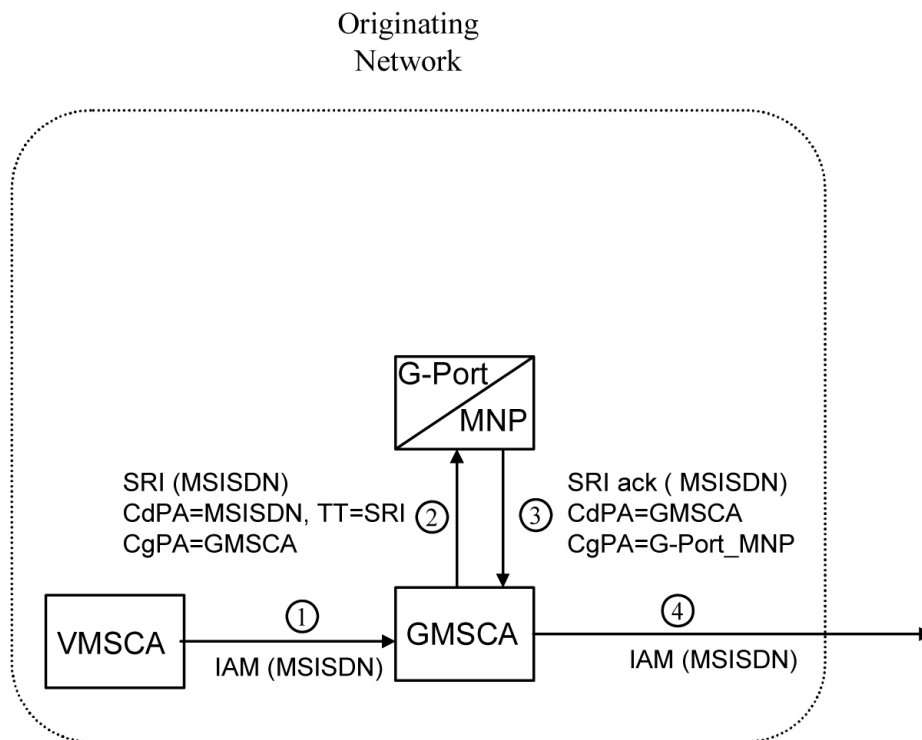 Originating
Network
G-Port
MNP
SRI (MSISDN)
CdPA=MSISDN, TT=SRI
CgPA=GMSCA
2
3
SRI ack ( MSISDN)
CdPA=GMSCA
CgPA=G-Port_MNP
VMSCA
1
IAM (MSISDN)
GMSCA
4
IAM (MSISDN)